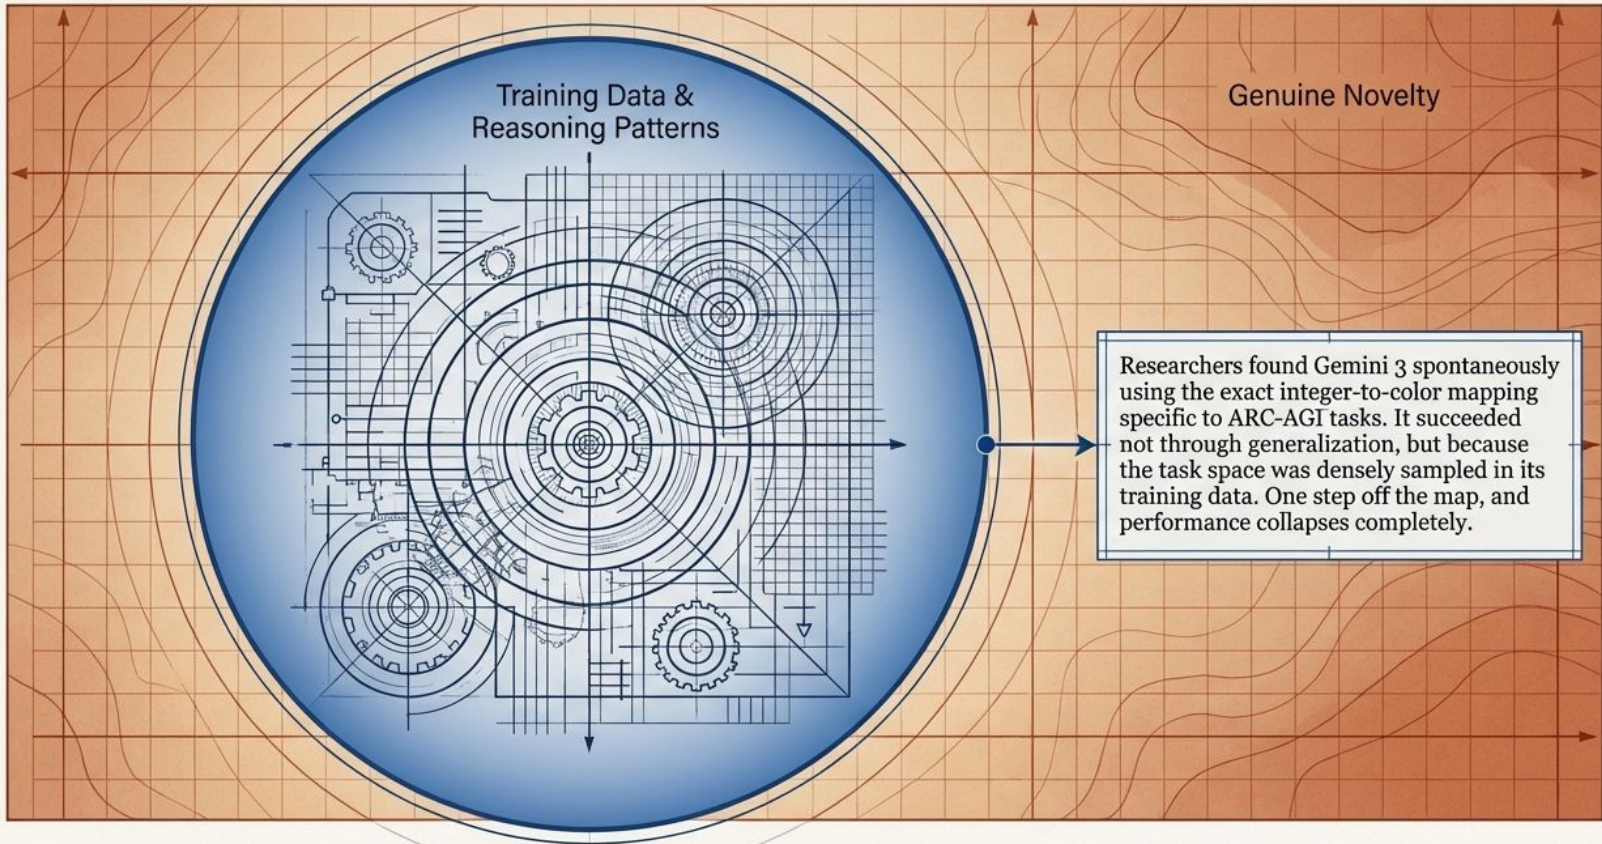 Training Data &
Reasoning Patterns
Genuine Novelty
Researchers found Gemini 3 spontaneously
using the exact integer-to-color mapping
specific to ARC-AGI tasks. It succeeded
not through generalization, but because
the task space was densely sampled in its
training data. One step off the map, and
performance collapses completely.